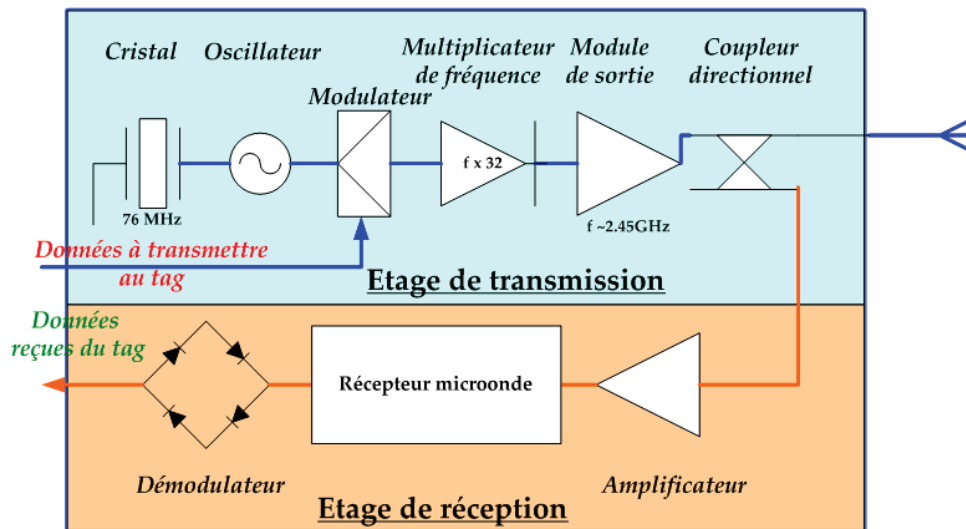 Cristal
Oscillateur
Modulateur
Multiplicateur
de fréquence
Module
de sortie
Coupleur
directionnel
76 MHz
f x 32
f ~2.45GHz
Données à transmettre
au tag
Etage de transmission
Données
reçues du tag
Récepteur microonde
Démodulateur
Amplificateur
Etage de réception